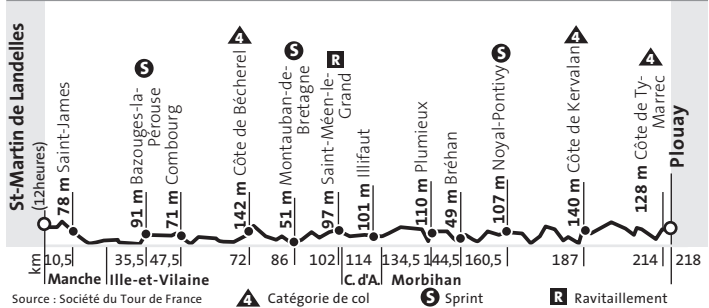 St-Martin de Landelles
(12heures)
78 m Saint-James
S
91 m Bazouges-la-
Pérouse
71 m Combourg
4
142 m Côte de Bécherel
S
51 m Montauban-de-
Bretagne
R
97 m Saint-Méen-le-
Grand
101 m Illifaut
110 m Plumieux
49 m Bréhan
S
107 m Noyal-Pontivy
4
140 m Côte de Kervalan
4
128 m Côte de Ty-
Marrec
Plouay
km 10,5 35,5 47,5 72 86 102 114 134,5 144,5 160,5 187 214 218
Manche Ille-et-Vilaine C.d'A. Morbihan
Source : Société du Tour de France 4 Catégorie de col S Sprint R Ravitaillement